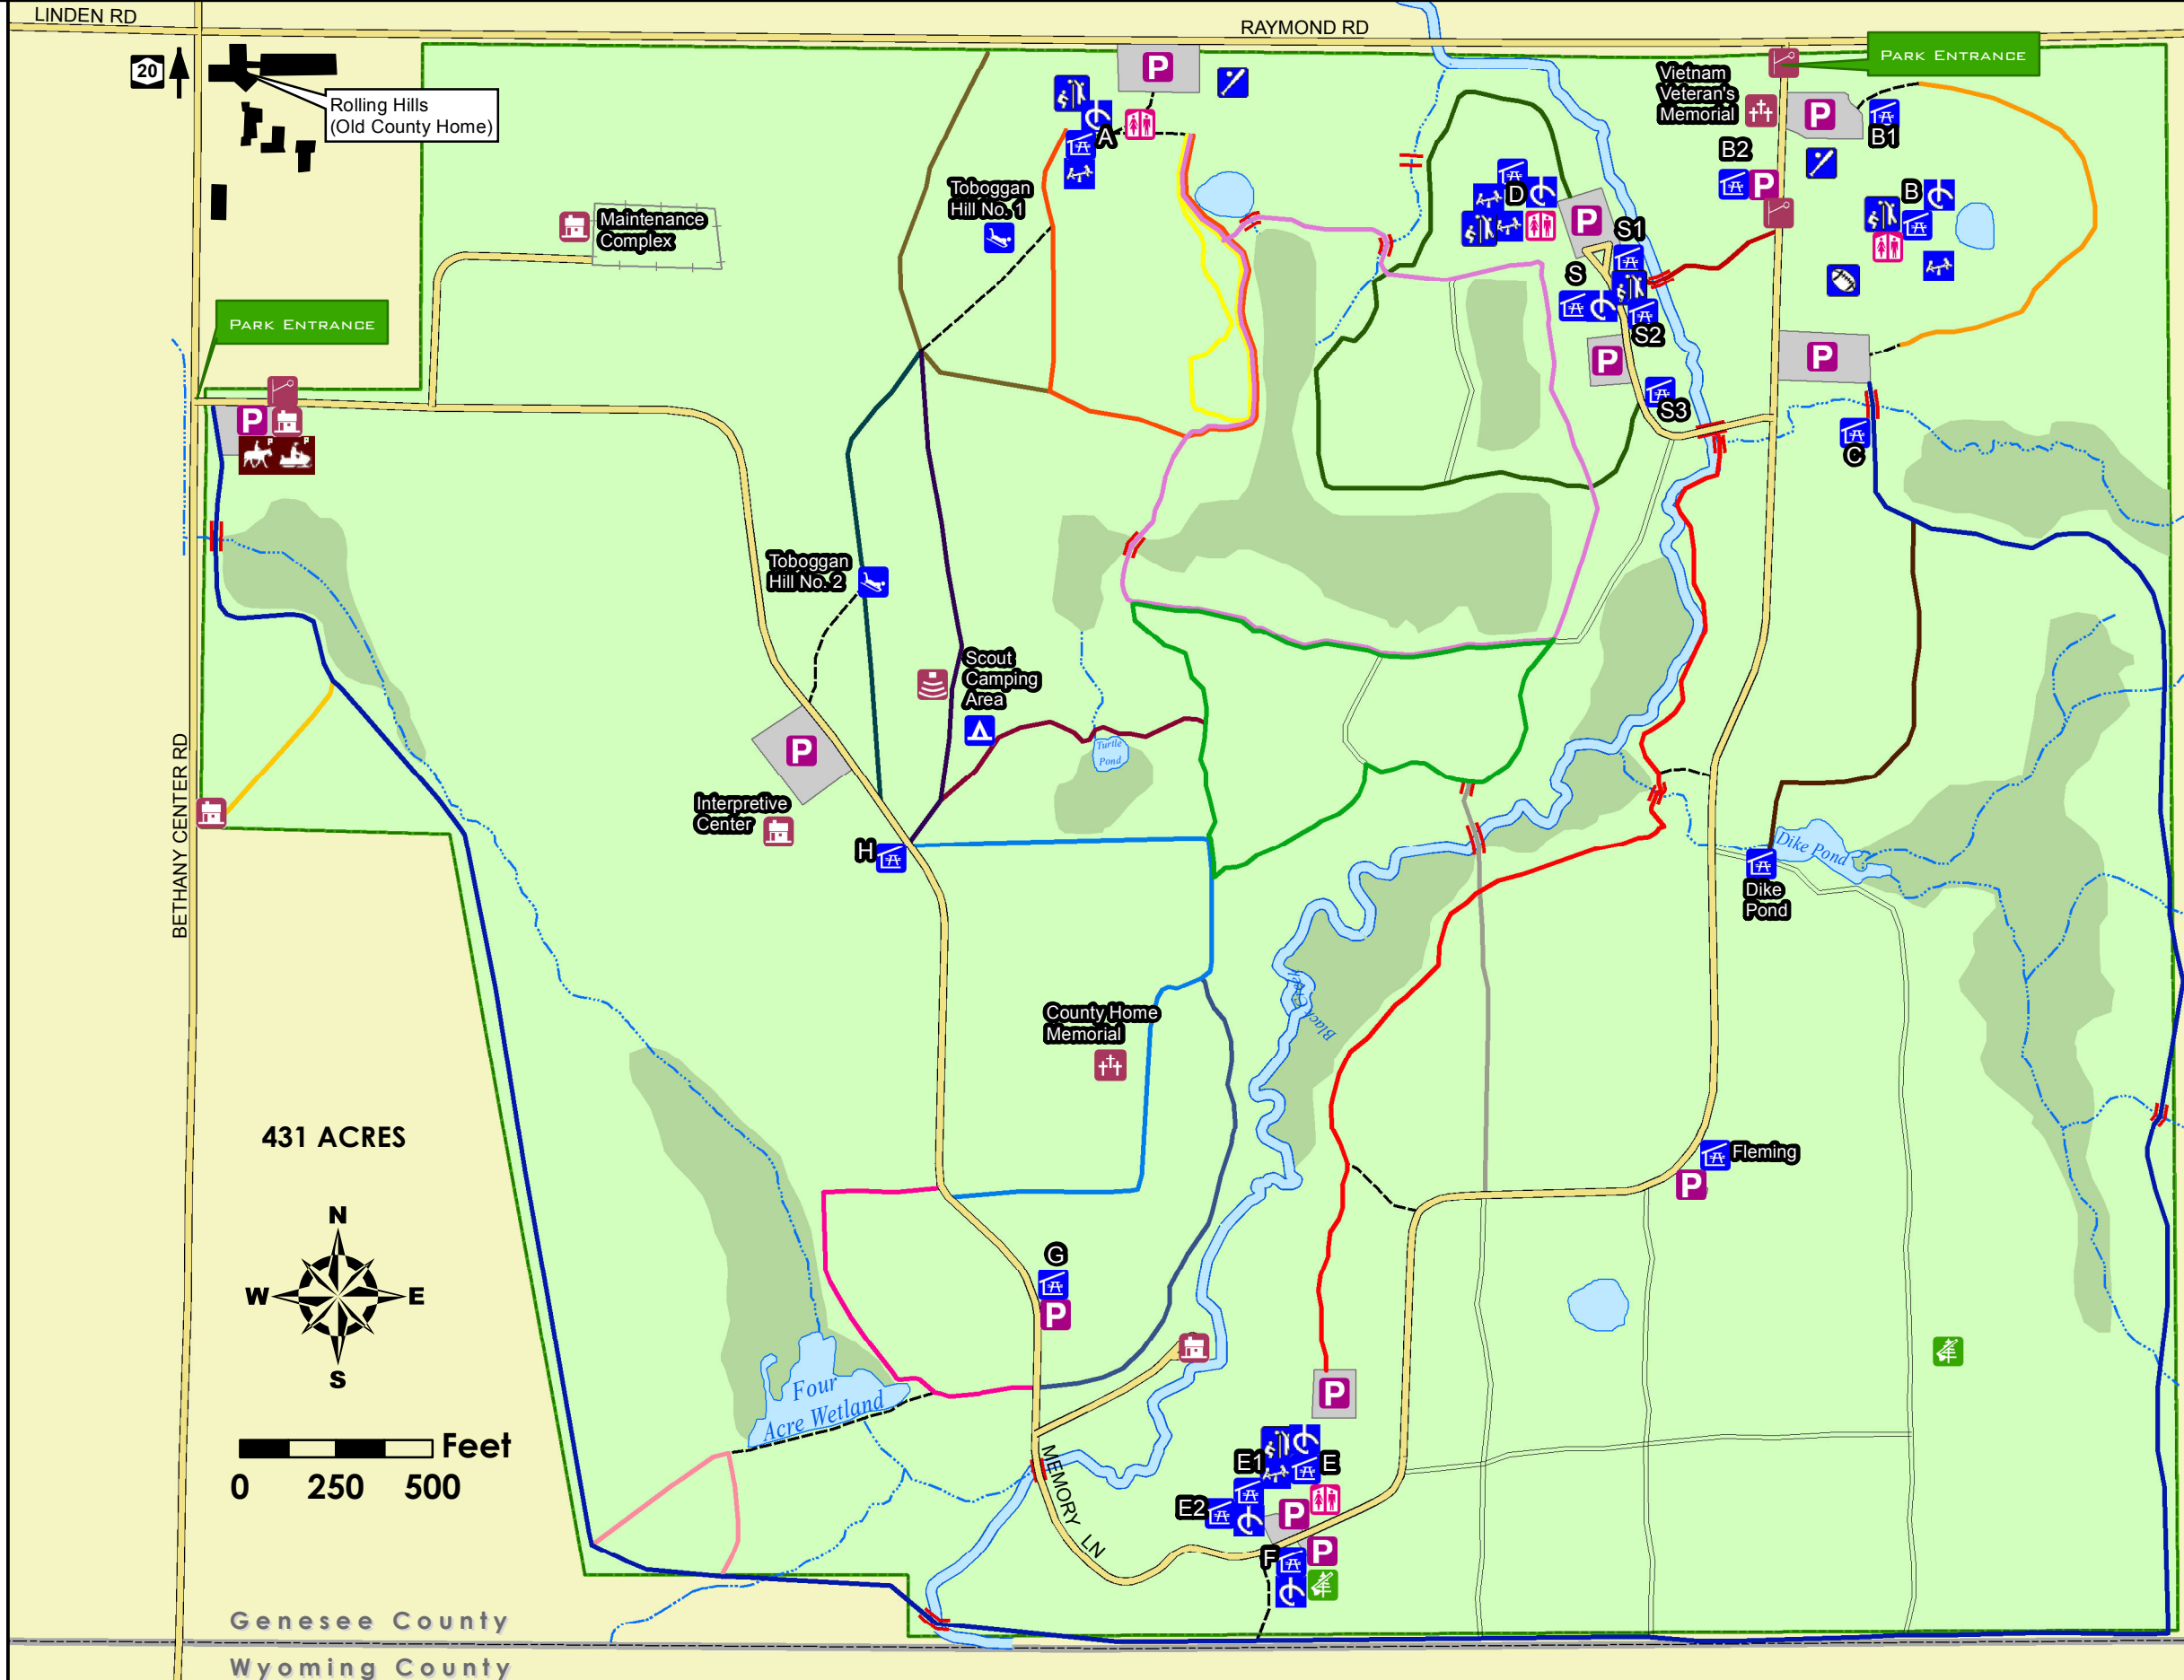 LINDEN RD
RAYMOND RD
20
Rolling Hills
(Old County Home)
P
PARK ENTRANCE
Vietnam
Veteran's
Memorial
P
B1
B2
P
B
A
Toboggan
Hill No. 1
Maintenance
Complex
D
P
S1
S
S2
P
S3
P
C
PARK ENTRANCE
P
P
P
Toboggan
Hill No. 2
Scout
Camping
Area
Turtle
Pond
P
Interpretive
Center
H
Dike Pond
Dike
Pond
BETHANY CENTER RD
Black Creek
County Home
Memorial
431 ACRES
Fleming
P
N
W
E
S
G
P
Four
Acre Wetland
P
Feet
0
250
500
MEMORY LN
E1
E
E2
P
P
F
Genesee County
Wyoming County